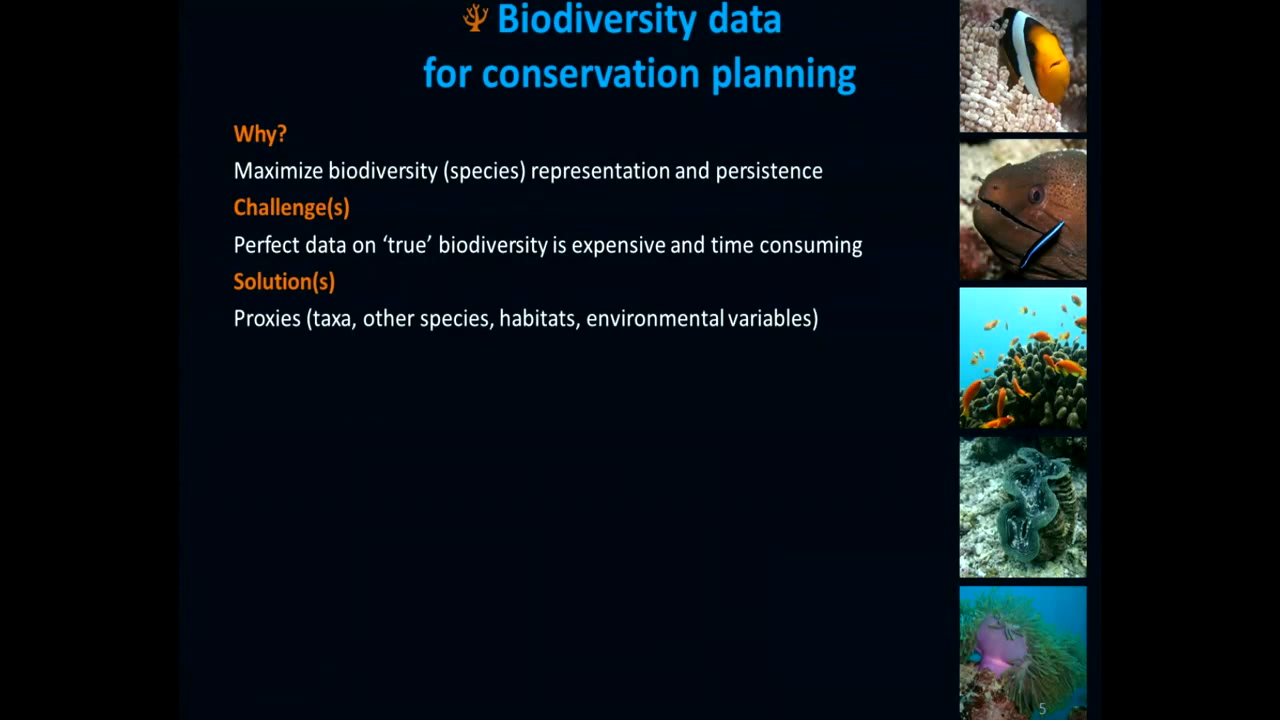 Biodiversity data
for conservation planning
Why?
Maximize biodiversity (species) representation and persistence
Challenge(s)
Perfect data on ‘true’ biodiversity is expensive and time consuming
Solution(s)
Proxies (taxa, other species, habitats, environmental variables)
5